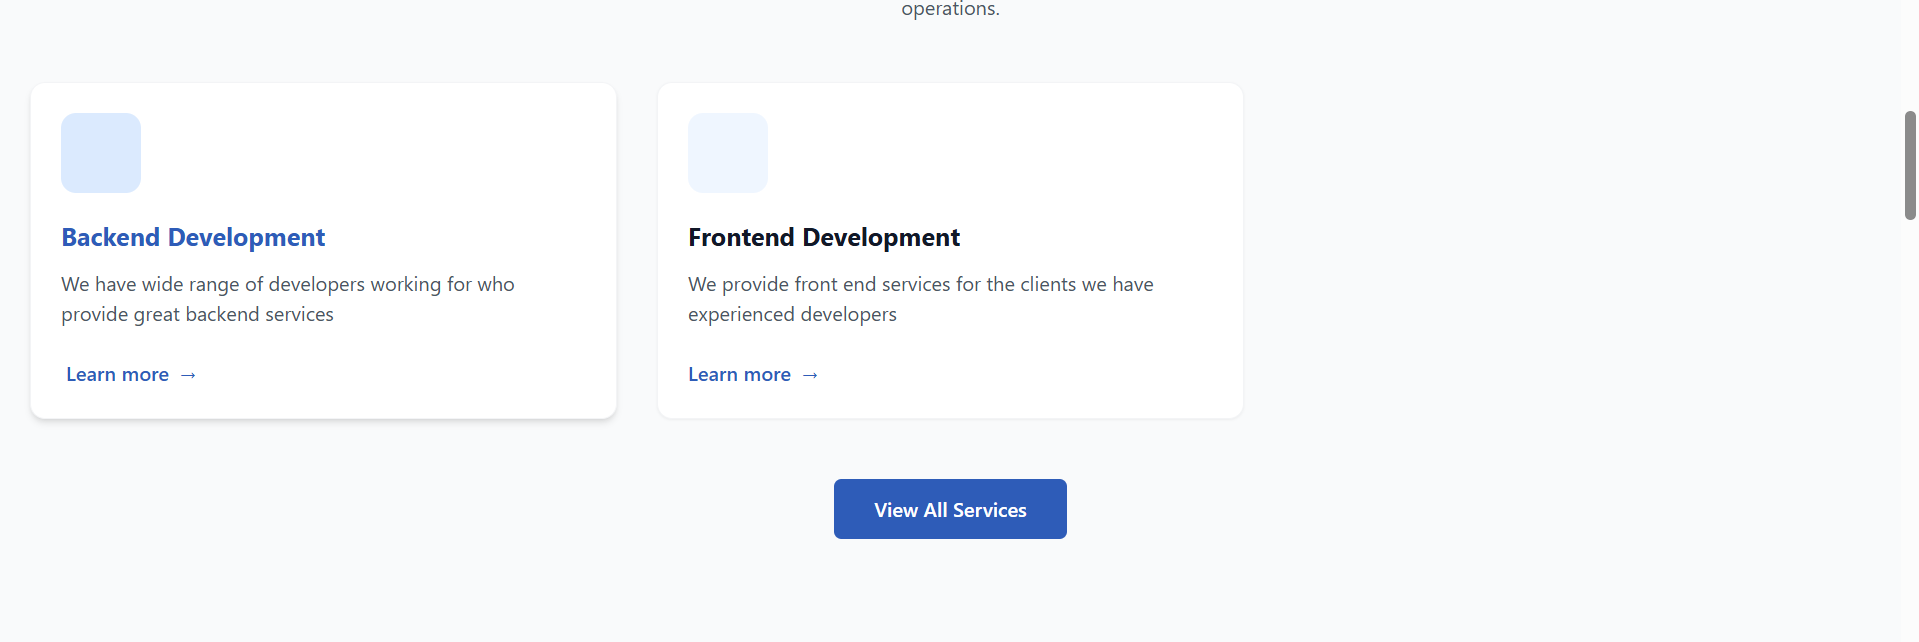 operations.
Backend Development
We have wide range of developers working for who
provide great backend services
Learn more →
Frontend Development
We provide front end services for the clients we have
experienced developers
Learn more →
View All Services